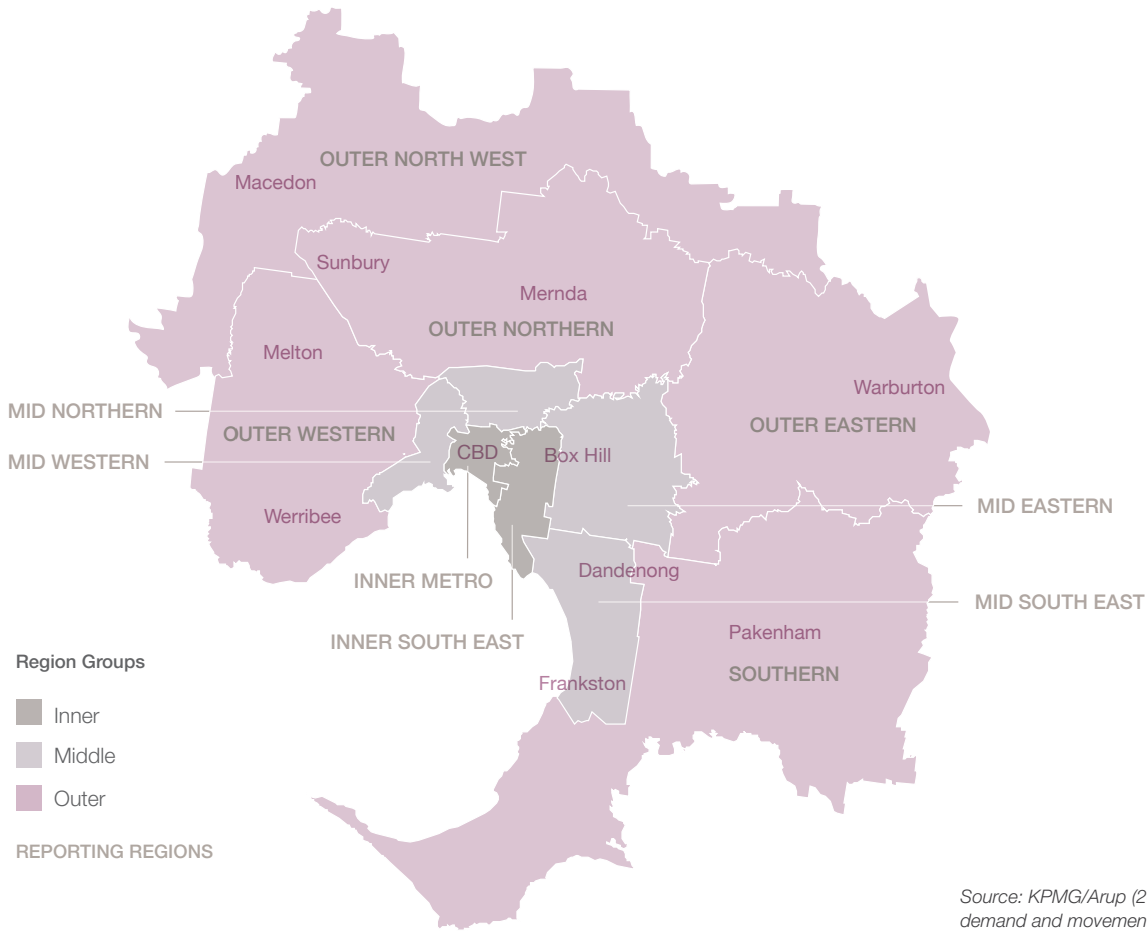 OUTER NORTH WEST
Macedon
Sunbury
Mernda
OUTER NORTHERN
Melton
Warburton
MID NORTHERN
OUTER WESTERN
OUTER EASTERN
MID WESTERN
CBD
Box Hill
Werribee
MID EASTERN
INNER METRO
Dandenong
MID SOUTH EAST
INNER SOUTH EAST
Pakenham
SOUTHERN
Frankston
Region Groups
Inner
Middle
Outer
REPORTING REGIONS
Source: KPMG/Arup (2
demand and movemen